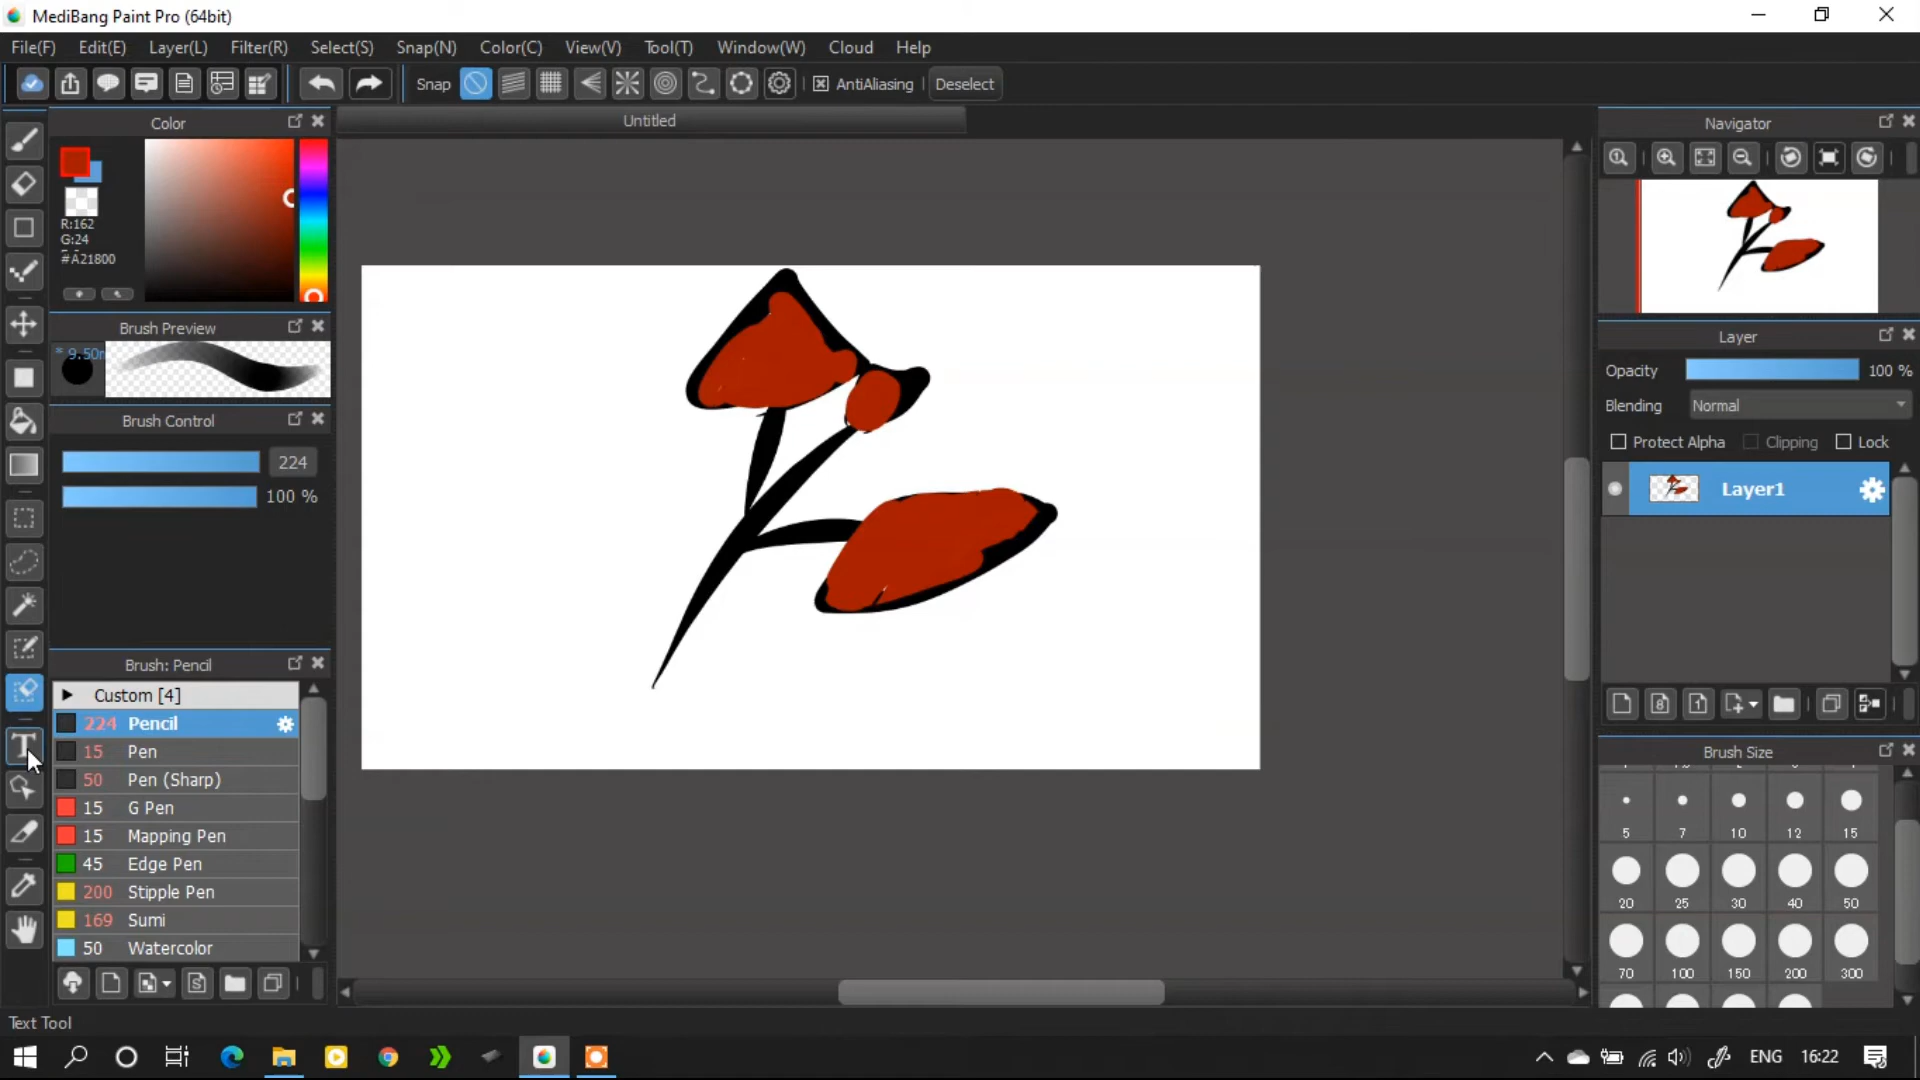 MediBang Paint Pro (64bit)
File(F) Edit(E) Layer(L) Filter(R) Select(S) Snap(N) Color(C) View(V) Tool(T) Window(W) Cloud Help
Snap AntiAliasing Deselect
Color
R:162
G:24
#A21800
Brush Preview
* 9.50
Brush Control
224
100 %
Brush: Pencil
Custom [4]
224 Pencil
15 Pen
50 Pen (Sharp)
15 G Pen
15 Mapping Pen
45 Edge Pen
200 Stipple Pen
169 Sumi
50 Watercolor
Text Tool
Untitled
Navigator
Layer
Opacity 100 %
Blending Normal
Protect Alpha Clipping Lock
Layer1
Brush Size
5 7 10 12 15
20 25 30 40 50
70 100 150 200 300
ENG 16:22